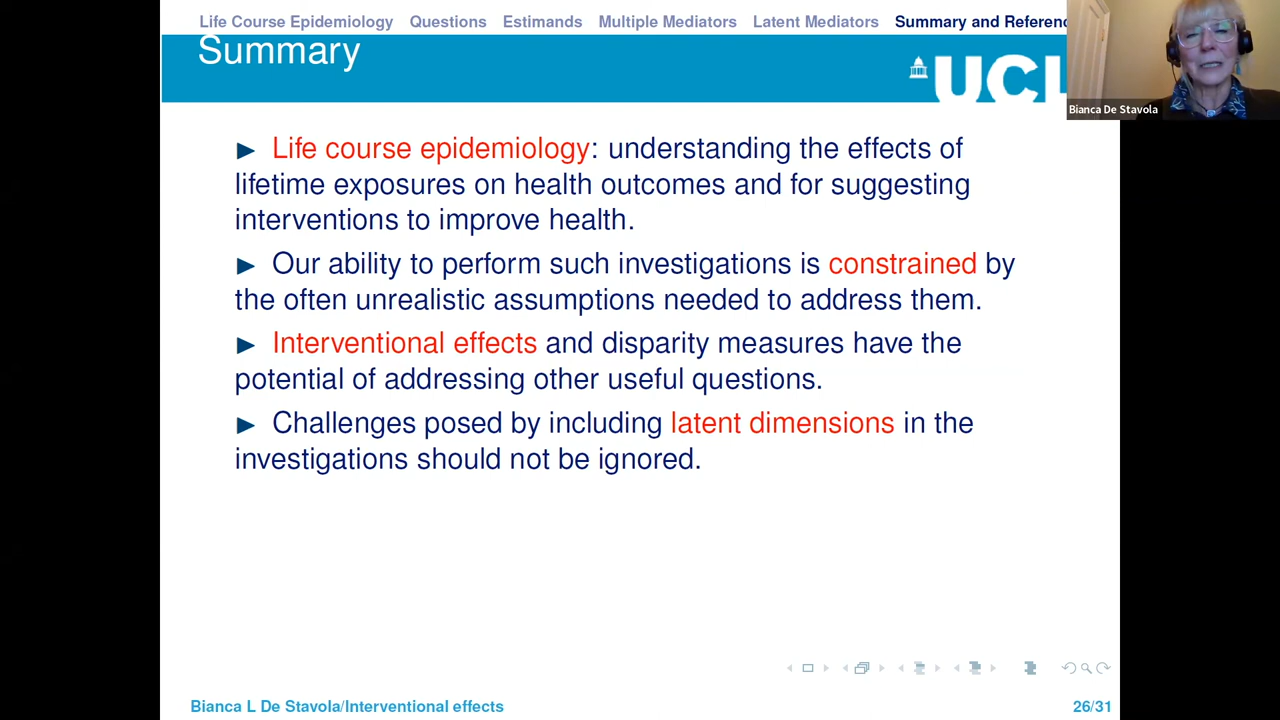 Life Course Epidemiology Questions Estimands Multiple Mediators Latent Mediators Summary and Referenc
Summary
UCL
Bianca De Stavola
► Life course epidemiology: understanding the effects of
lifetime exposures on health outcomes and for suggesting
interventions to improve health.
► Our ability to perform such investigations is constrained by
the often unrealistic assumptions needed to address them.
► Interventional effects and disparity measures have the
potential of addressing other useful questions.
► Challenges posed by including latent dimensions in the
investigations should not be ignored.
Bianca L De Stavola/Interventional effects 26/31